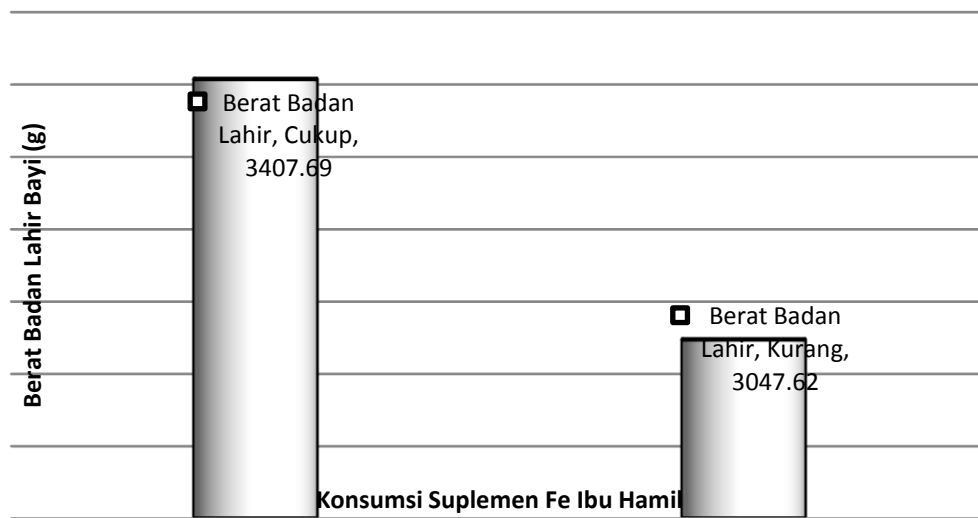 Berat Badan Lahir Bayi (g)
Berat Badan
Lahir, Cukup,
3407.69
Berat Badan
Lahir, Kurang,
3047.62
Konsumsi Suplemen Fe Ibu Hamil